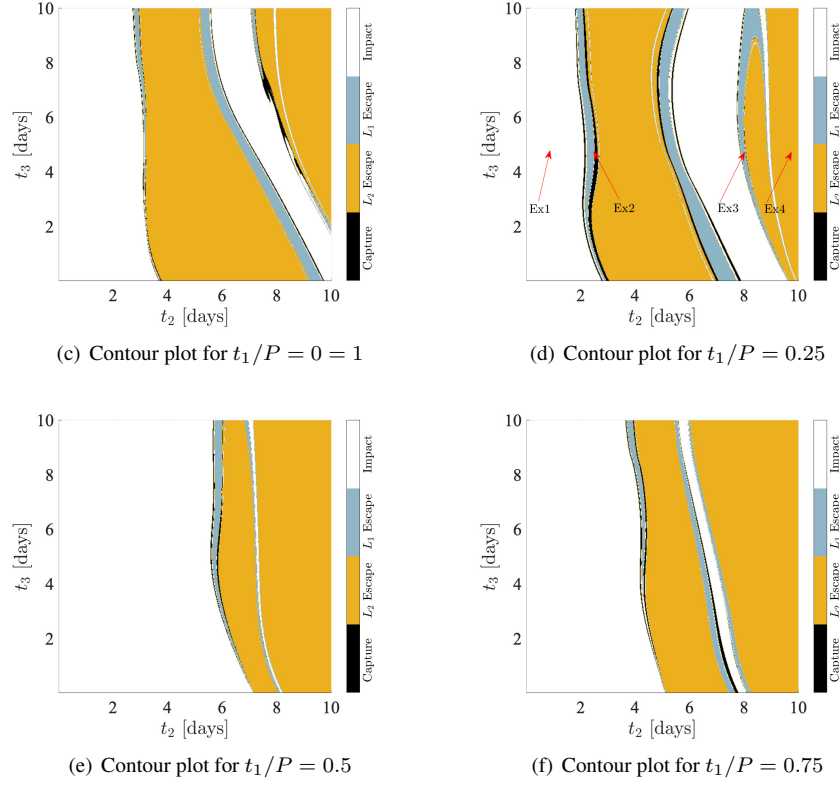 10
8
6
4
2
t₃ [days]
2 4 6 8 10
t₂ [days]
Impact
L₁ Escape
L₂ Escape
Capture
(c) Contour plot for t₁/P = 0 = 1
10
8
6
4
2
t₃ [days]
Ex1
Ex2
Ex3
Ex4
2 4 6 8 10
t₂ [days]
Impact
L₁ Escape
L₂ Escape
Capture
(d) Contour plot for t₁/P = 0.25
10
8
6
4
2
t₃ [days]
2 4 6 8 10
t₂ [days]
Impact
L₁ Escape
L₂ Escape
Capture
(e) Contour plot for t₁/P = 0.5
10
8
6
4
2
t₃ [days]
2 4 6 8 10
t₂ [days]
Impact
L₁ Escape
L₂ Escape
Capture
(f) Contour plot for t₁/P = 0.75